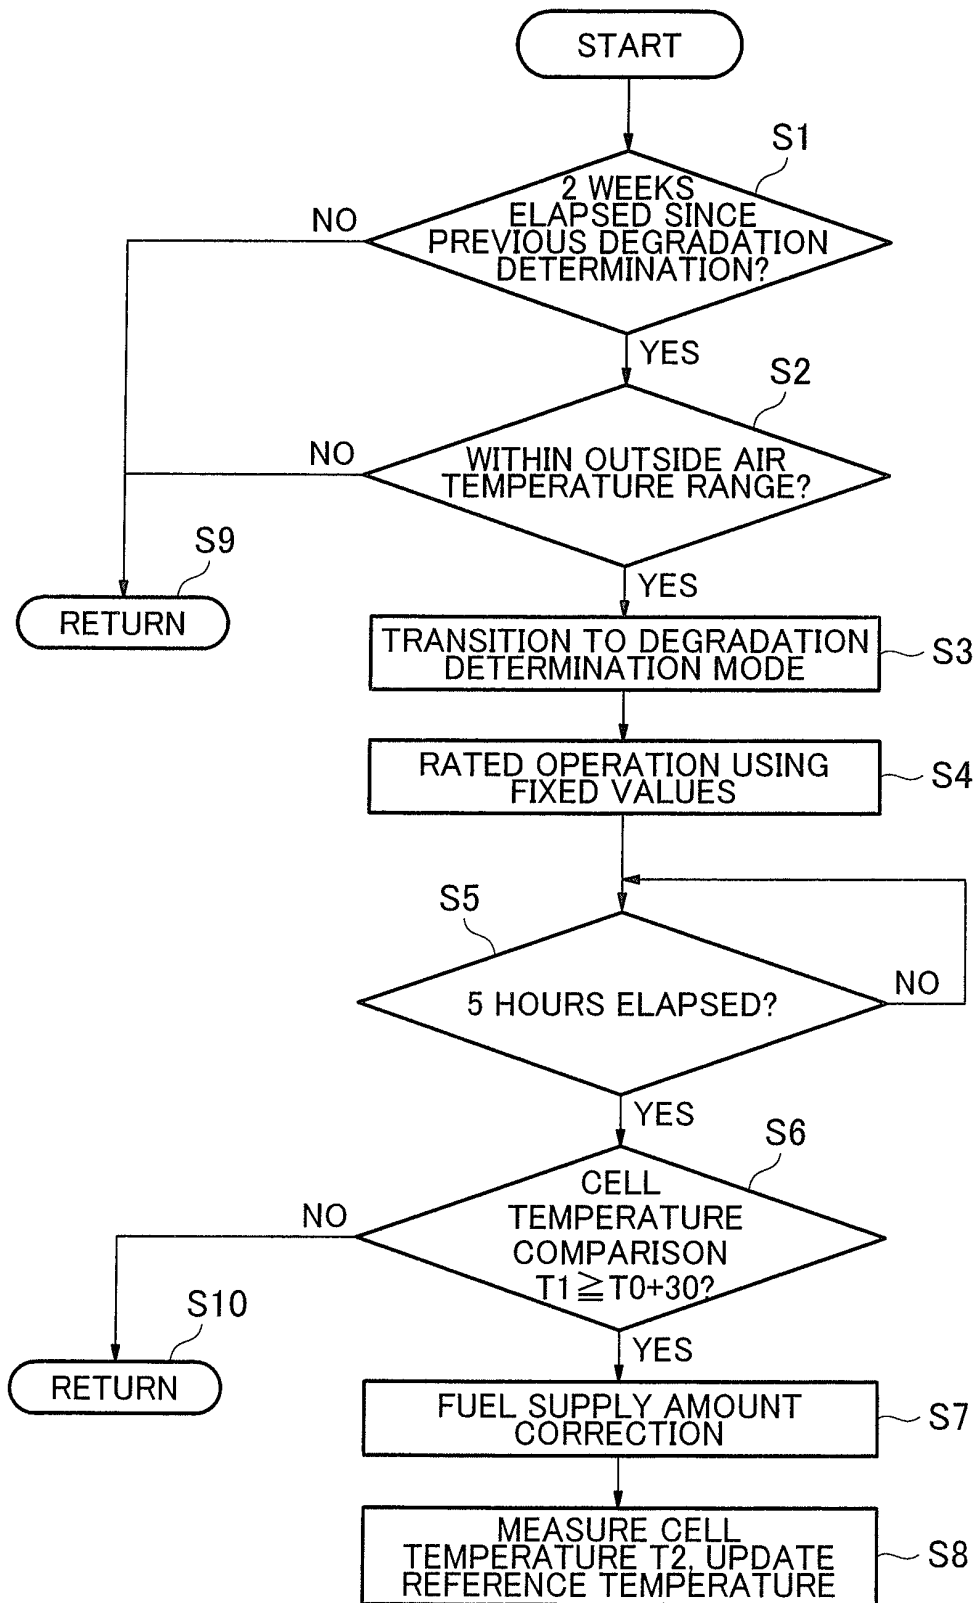 START
S1
2 WEEKS
ELAPSED SINCE
PREVIOUS DEGRADATION
DETERMINATION?
NO
YES
S2
WITHIN OUTSIDE AIR
TEMPERATURE RANGE?
NO
S9
RETURN
YES
TRANSITION TO DEGRADATION
DETERMINATION MODE
S3
RATED OPERATION USING
FIXED VALUES
S4
S5
5 HOURS ELAPSED?
NO
YES
S6
CELL
TEMPERATURE
COMPARISON
T1≧T0+30?
NO
S10
RETURN
YES
FUEL SUPPLY AMOUNT
CORRECTION
S7
MEASURE CELL
TEMPERATURE T2, UPDATE
REFERENCE TEMPERATURE
S8